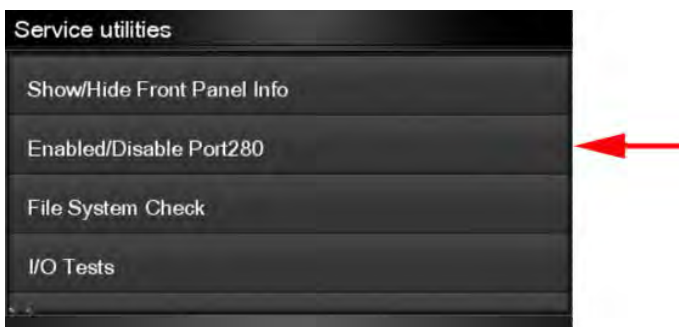 Service utilities
Show/Hide Front Panel Info
Enabled/Disable Port280
File System Check
I/O Tests